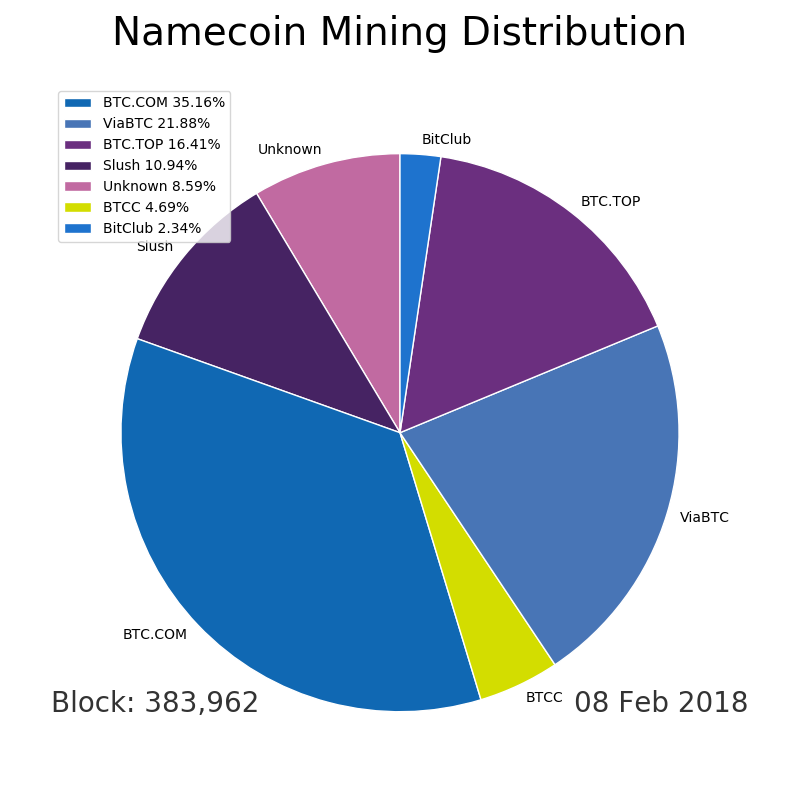 Namecoin Mining Distribution
BTC.COM 35.16%
ViaBTC 21.88%
BTC.TOP 16.41%
Slush 10.94%
Unknown 8.59%
BTCC 4.69%
BitClub 2.34%
BitClub
Unknown
BTC.TOP
Slush
ViaBTC
BTC.COM
BTCC
Block: 383,962
08 Feb 2018